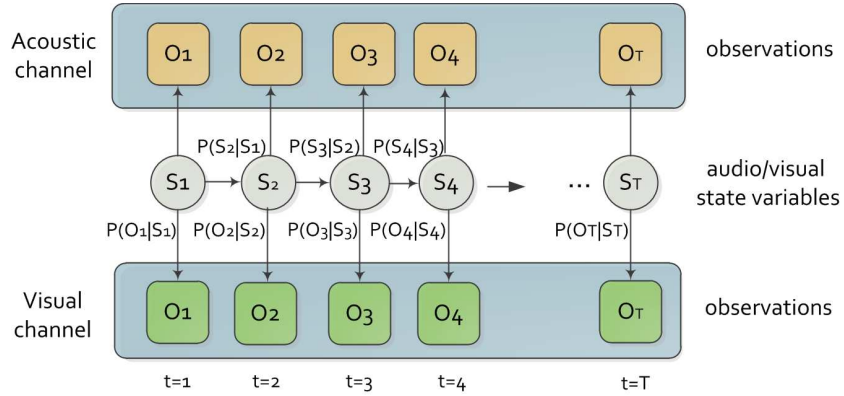 Acoustic
channel
O1 O2 O3 O4 OT
observations
P(S2|S1) P(S3|S2) P(S4|S3)
S1 S2 S3 S4 ... ST
audio/visual
state variables
P(O1|S1) P(O2|S2) P(O3|S3) P(O4|S4) P(OT|ST)
Visual
channel
O1 O2 O3 O4 OT
observations
t=1 t=2 t=3 t=4 t=T